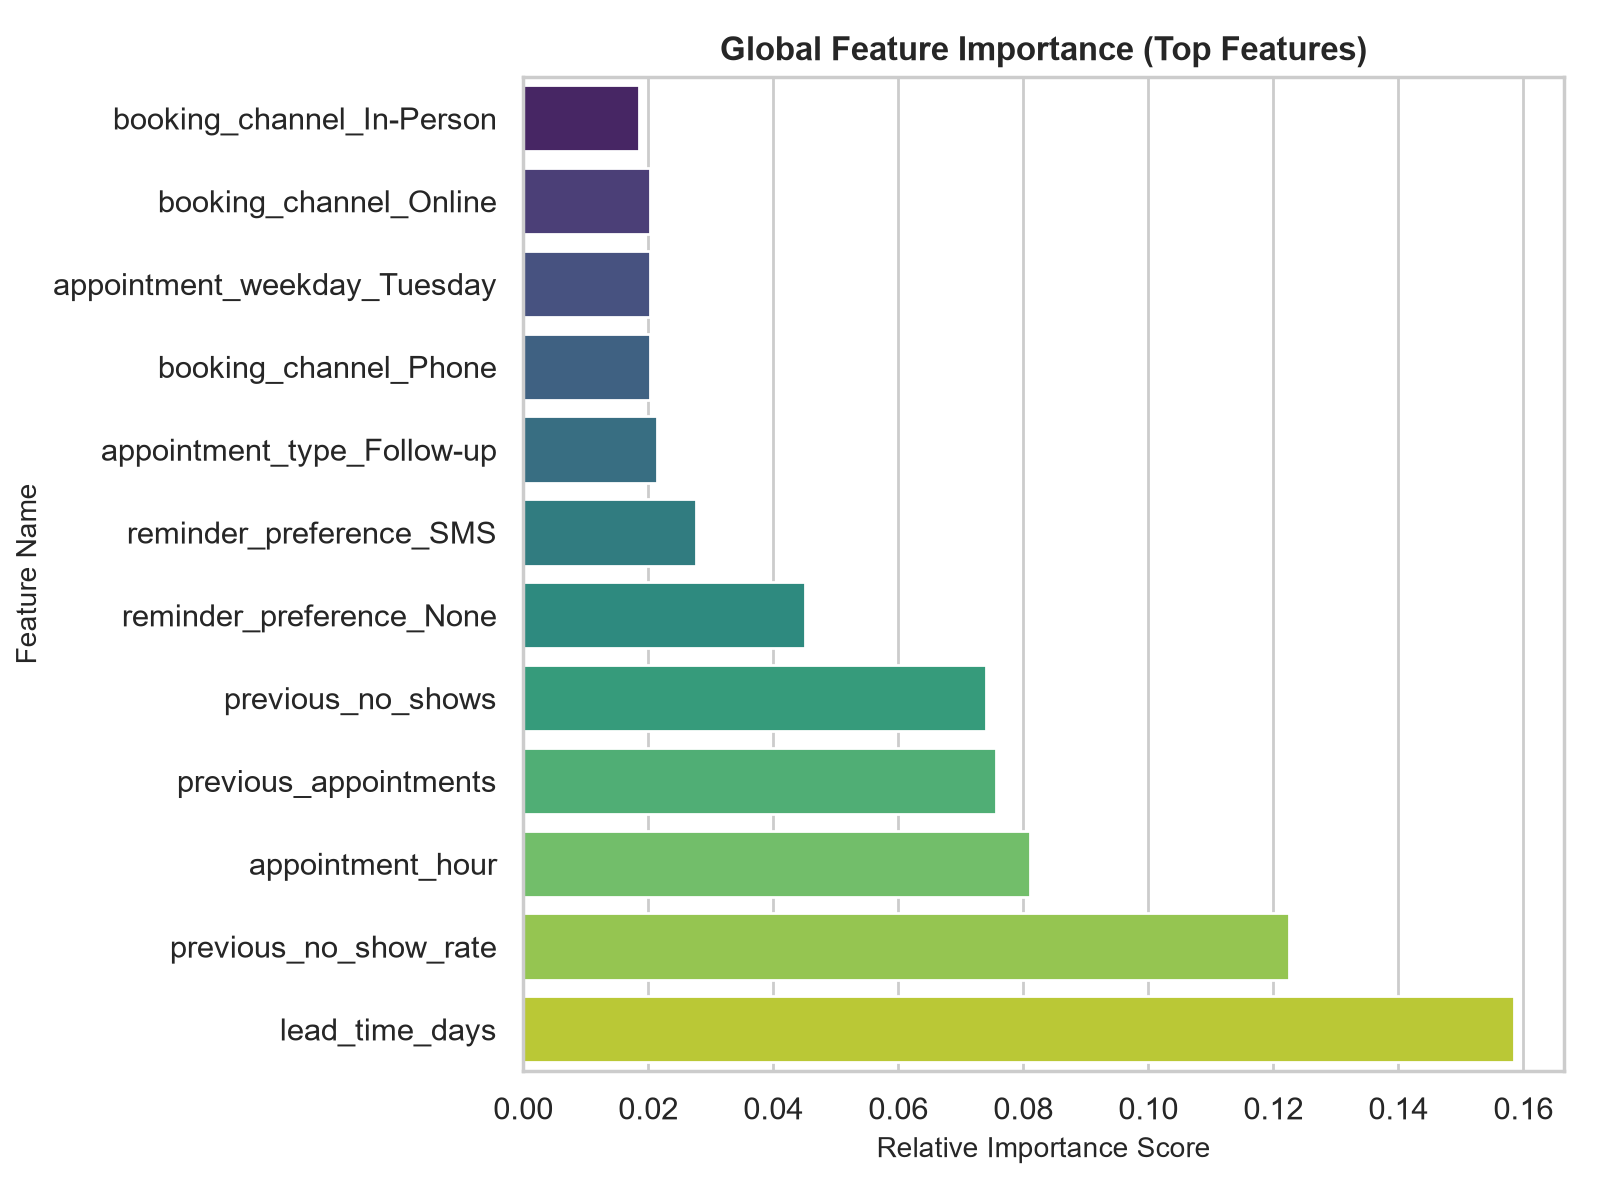 Global Feature Importance (Top Features)
booking_channel_In-Person
booking_channel_Online
appointment_weekday_Tuesday
booking_channel_Phone
appointment_type_Follow-up
reminder_preference_SMS
reminder_preference_None
previous_no_shows
previous_appointments
appointment_hour
previous_no_show_rate
lead_time_days
Feature Name
0.00 0.02 0.04 0.06 0.08 0.10 0.12 0.14 0.16
Relative Importance Score